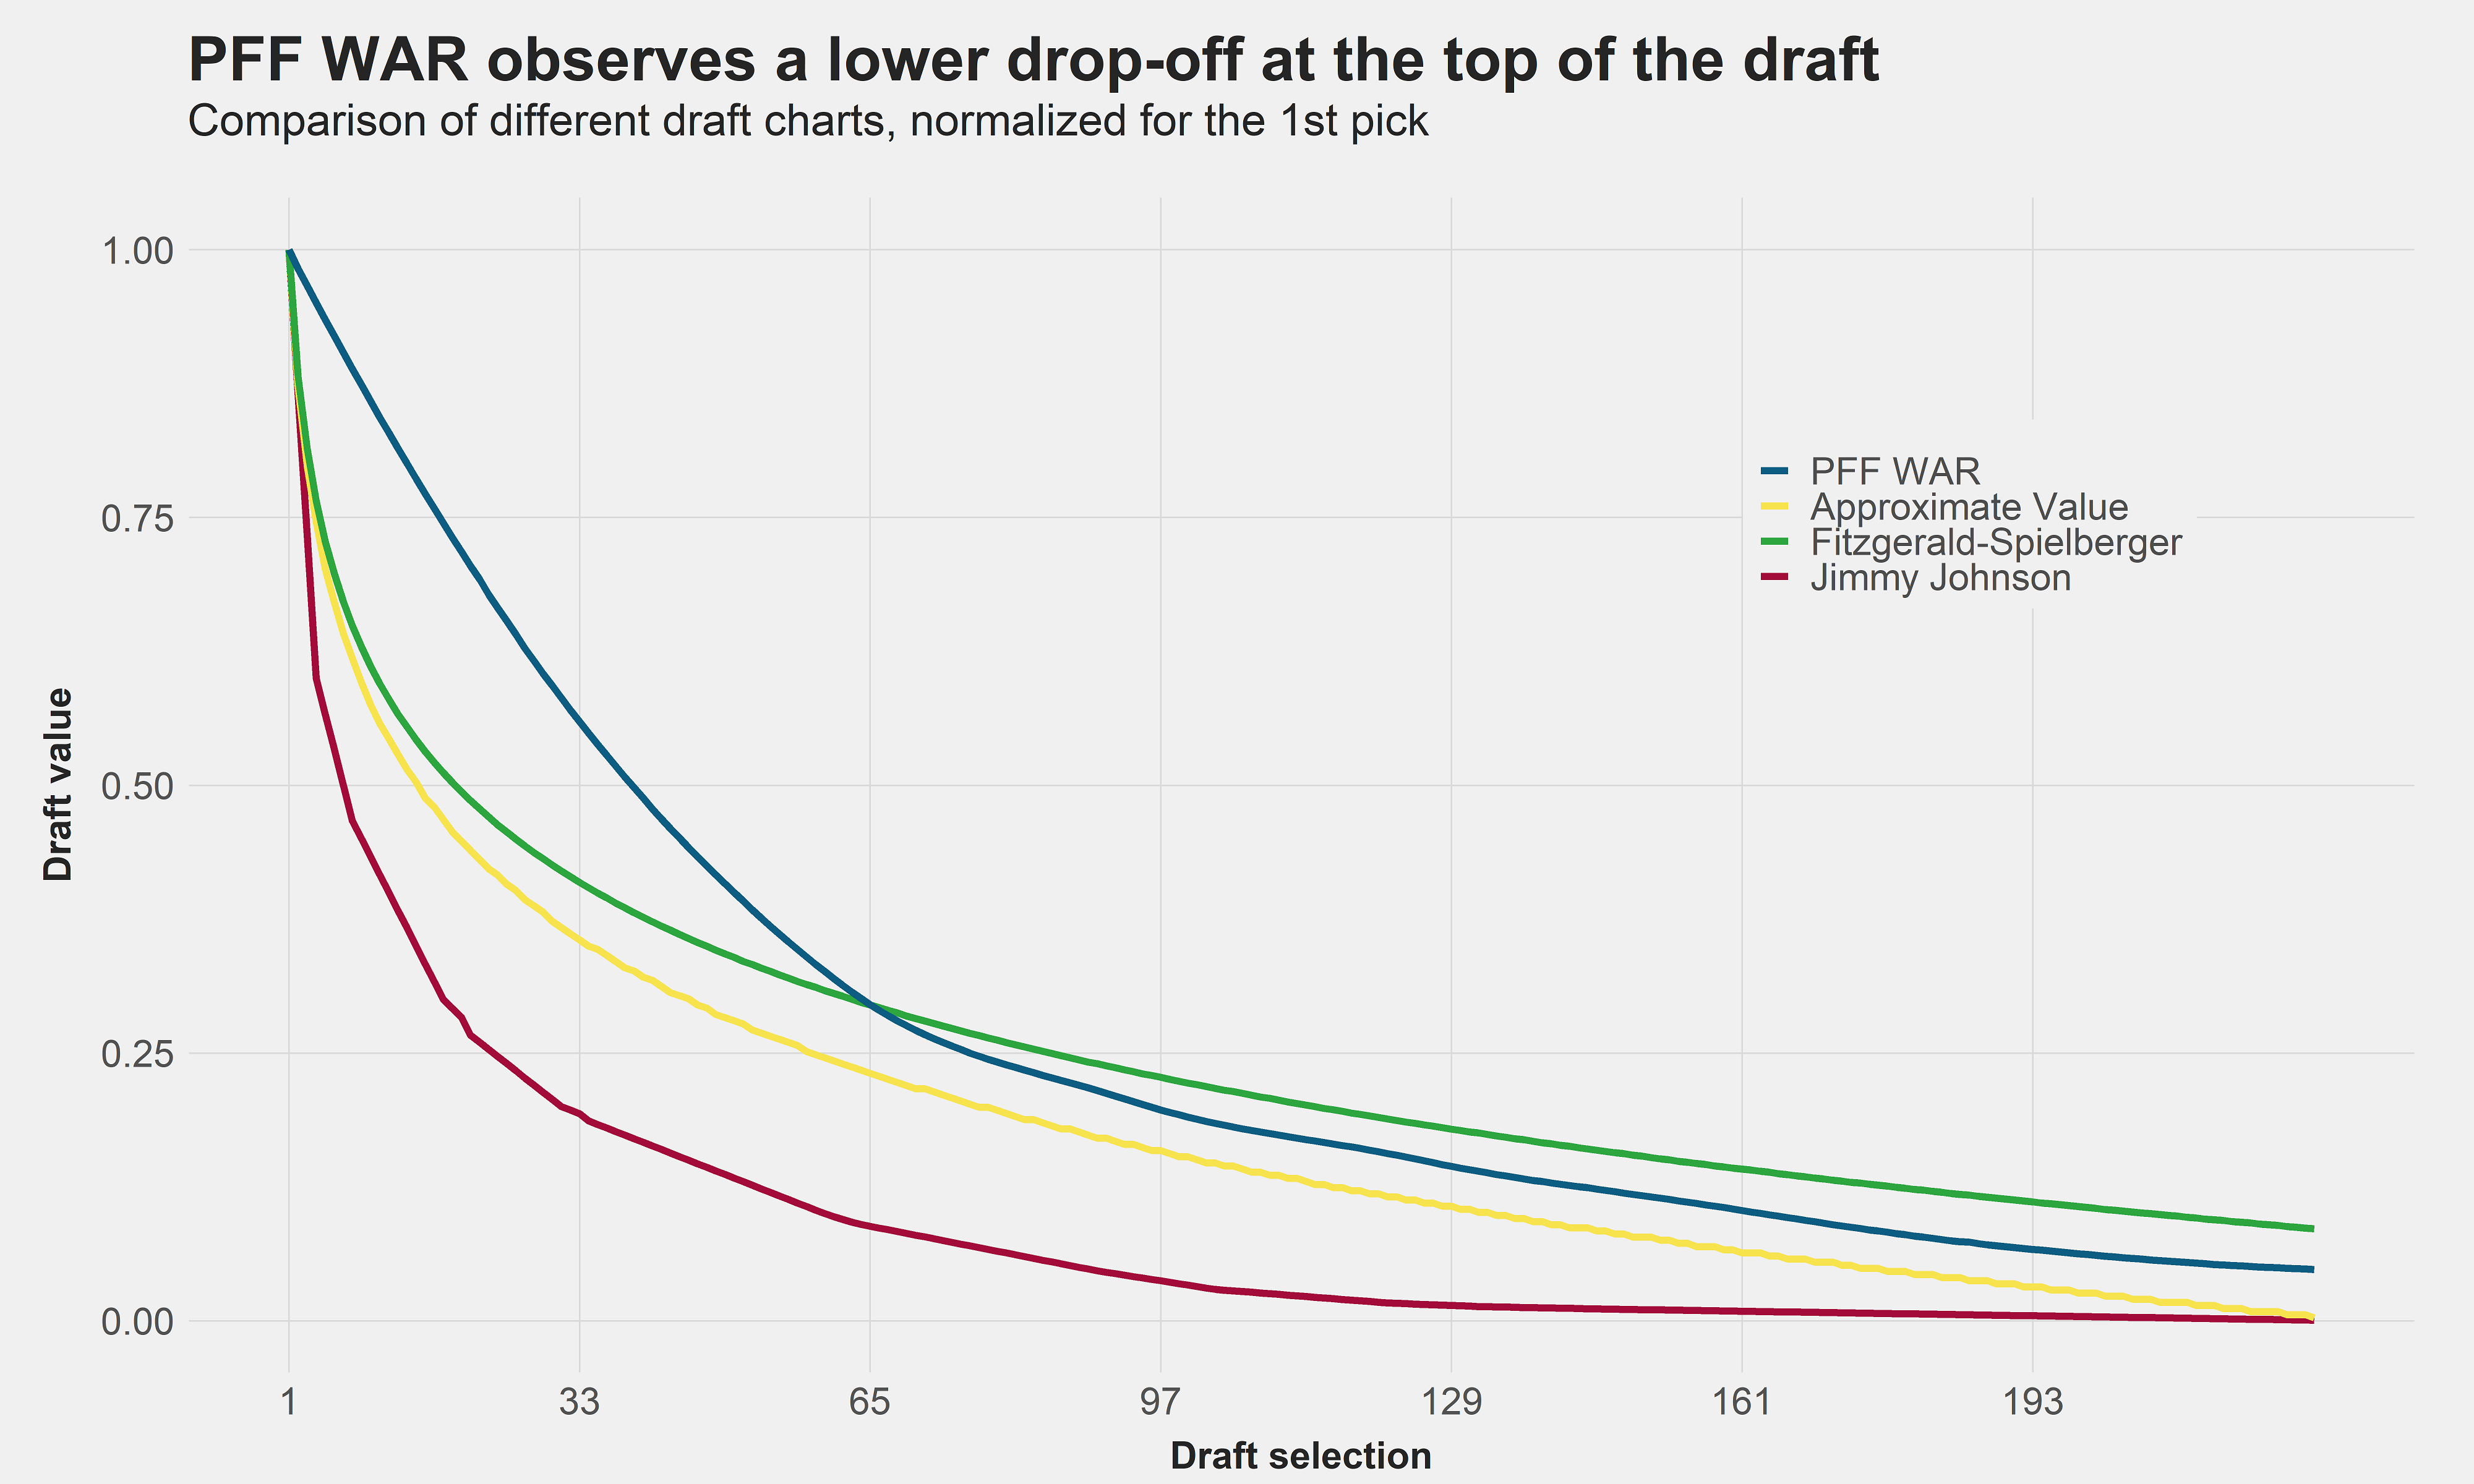 PFF WAR observes a lower drop-off at the top of the draft
Comparison of different draft charts, normalized for the 1st pick
1.00
0.75
0.50
0.25
0.00
Draft value
PFF WAR
Approximate Value
Fitzgerald-Spielberger
Jimmy Johnson
1
33
65
97
129
161
193
Draft selection